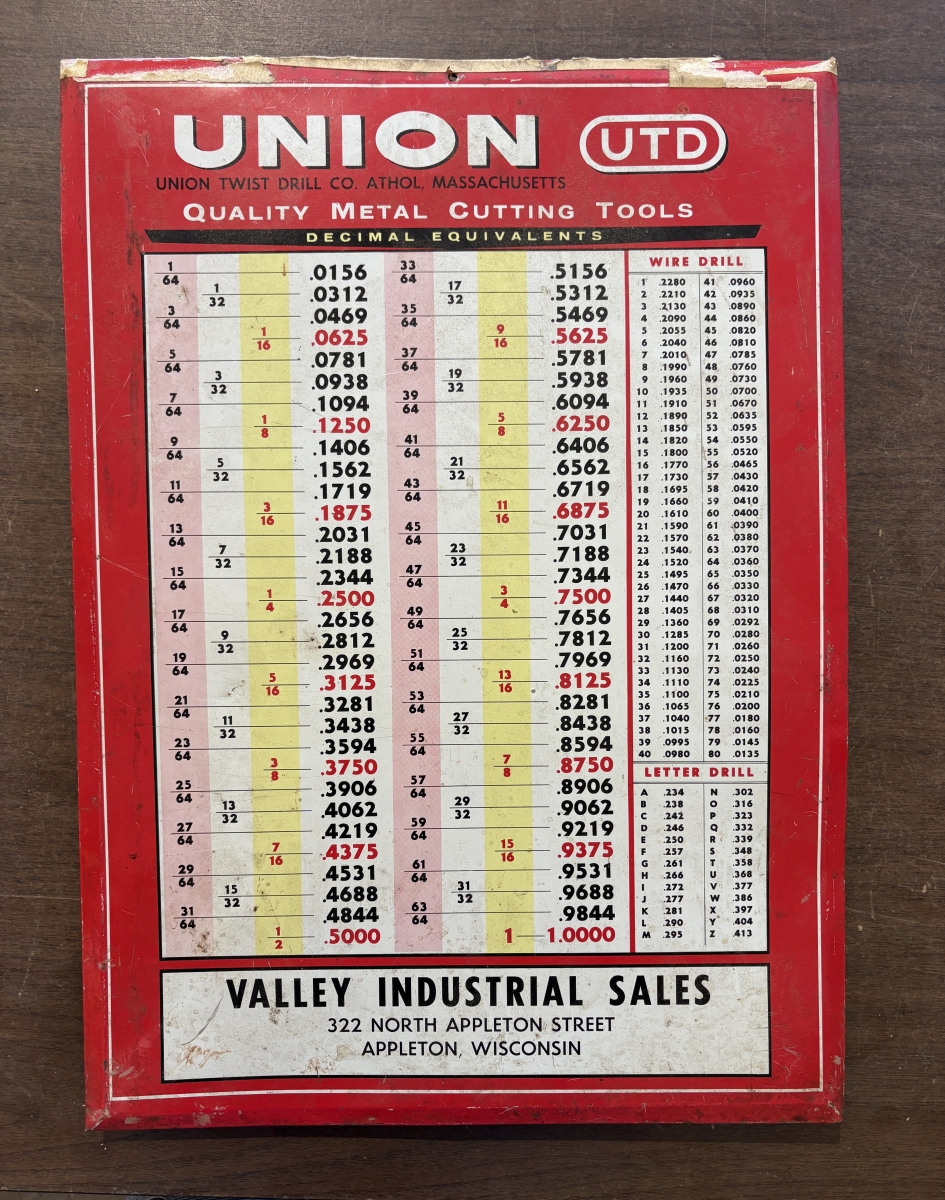 UNION UTD
UNION TWIST DRILL CO. ATHOL, MASSACHUSETTS
QUALITY METAL CUTTING TOOLS
DECIMAL EQUIVALENTS
1/64 .0156
1/32 .0312
3/64 .0469
1/16 .0625
5/64 .0781
3/32 .0938
7/64 .1094
1/8 .1250
9/64 .1406
5/32 .1562
11/64 .1719
3/16 .1875
13/64 .2031
7/32 .2188
15/64 .2344
1/4 .2500
17/64 .2656
9/32 .2812
19/64 .2969
5/16 .3125
21/64 .3281
11/32 .3438
23/64 .3594
3/8 .3750
25/64 .3906
13/32 .4062
27/64 .4219
7/16 .4375
29/64 .4531
15/32 .4688
31/64 .4844
1/2 .5000
33/64 .5156
17/32 .5312
35/64 .5469
9/16 .5625
37/64 .5781
19/32 .5938
39/64 .6094
5/8 .6250
41/64 .6406
21/32 .6562
43/64 .6719
11/16 .6875
45/64 .7031
23/32 .7188
47/64 .7344
3/4 .7500
49/64 .7656
25/32 .7812
51/64 .7969
13/16 .8125
53/64 .8281
27/32 .8438
55/64 .8594
7/8 .8750
57/64 .8906
29/32 .9062
59/64 .9219
15/16 .9375
61/64 .9531
31/32 .9688
63/64 .9844
1 1.0000
WIRE DRILL
1 .2280 41 .0960
2 .2210 42 .0935
3 .2130 43 .0890
4 .2090 44 .0860
5 .2055 45 .0820
6 .2040 46 .0810
7 .2010 47 .0785
8 .1990 48 .0760
9 .1960 49 .0730
10 .1935 50 .0700
11 .1910 51 .0670
12 .1890 52 .0635
13 .1850 53 .0595
14 .1820 54 .0550
15 .1800 55 .0520
16 .1770 56 .0465
17 .1730 57 .0430
18 .1695 58 .0420
19 .1660 59 .0410
20 .1610 60 .0400
21 .1590 61 .0390
22 .1570 62 .0380
23 .1540 63 .0370
24 .1520 64 .0360
25 .1495 65 .0350
26 .1470 66 .0330
27 .1440 67 .0320
28 .1405 68 .0310
29 .1360 69 .0292
30 .1285 70 .0280
31 .1200 71 .0260
32 .1160 72 .0250
33 .1130 73 .0240
34 .1110 74 .0225
35 .1100 75 .0210
36 .1065 76 .0200
37 .1040 77 .0180
38 .1015 78 .0160
39 .0995 79 .0145
40 .0980 80 .0135
LETTER DRILL
A .234 N .302
B .238 O .316
C .242 P .323
D .246 Q .332
E .250 R .339
F .257 S .348
G .261 T .358
H .266 U .368
I .272 V .377
J .277 W .386
K .281 X .397
L .290 Y .404
M .295 Z .413
VALLEY INDUSTRIAL SALES
322 NORTH APPLETON STREET
APPLETON, WISCONSIN